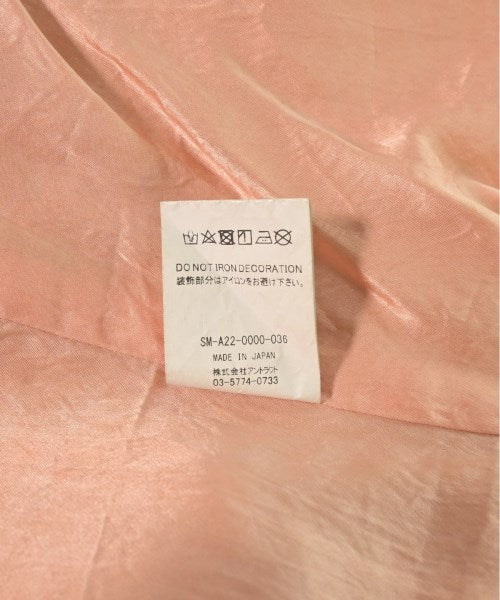 DO NOT IRON DECORATION
装飾部分はアイロンをお避け下さい。
SM-A22-0000-036
MADE IN JAPAN
株式会社アントラクト
03-5774-0733